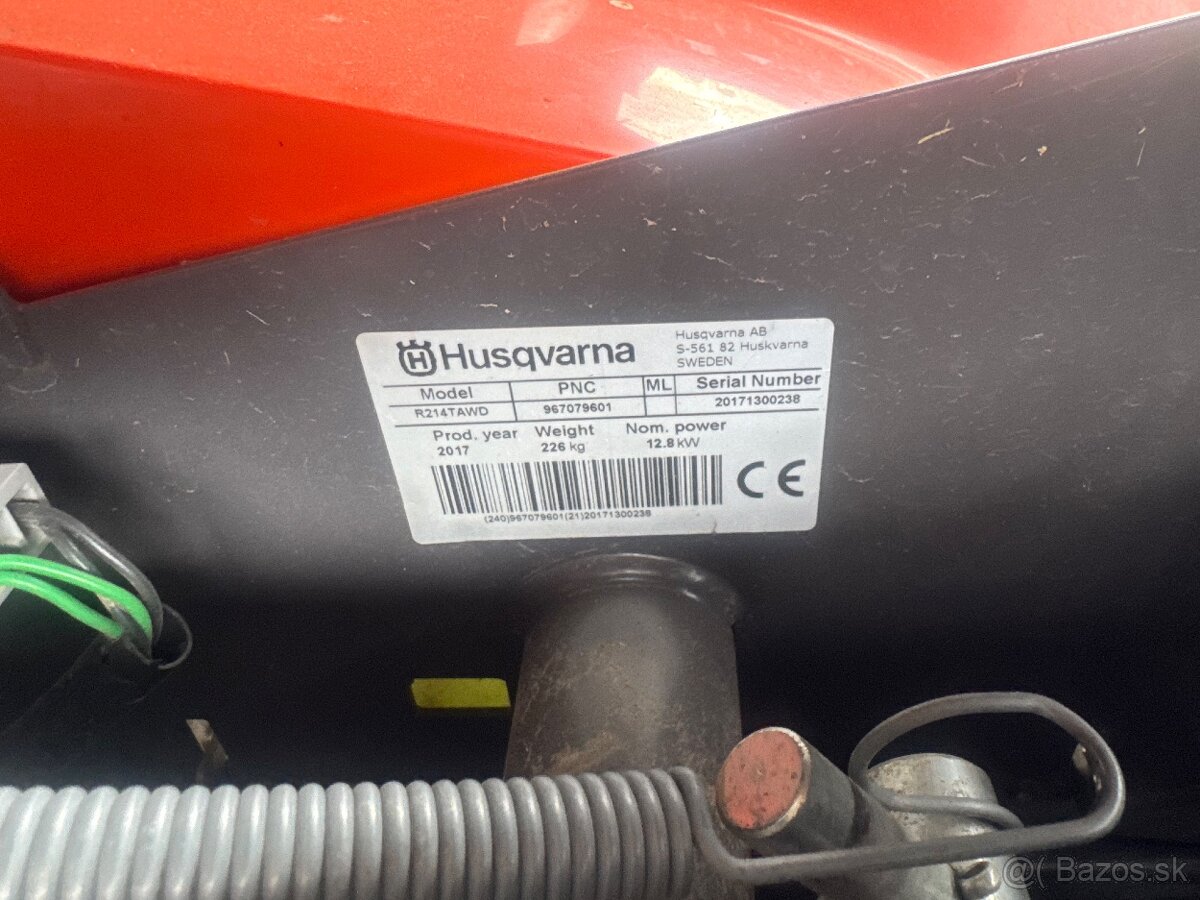 Husqvarna
Husqvarna AB
S-561 82 Huskvarna
SWEDEN
Model PNC ML Serial Number
R214TAWD 967079601 20171300238
Prod. year Weight Nom. power
2017 226 kg 12.8 kW
CE
(240)967079601(21)20171300238
@( Bazos.sk